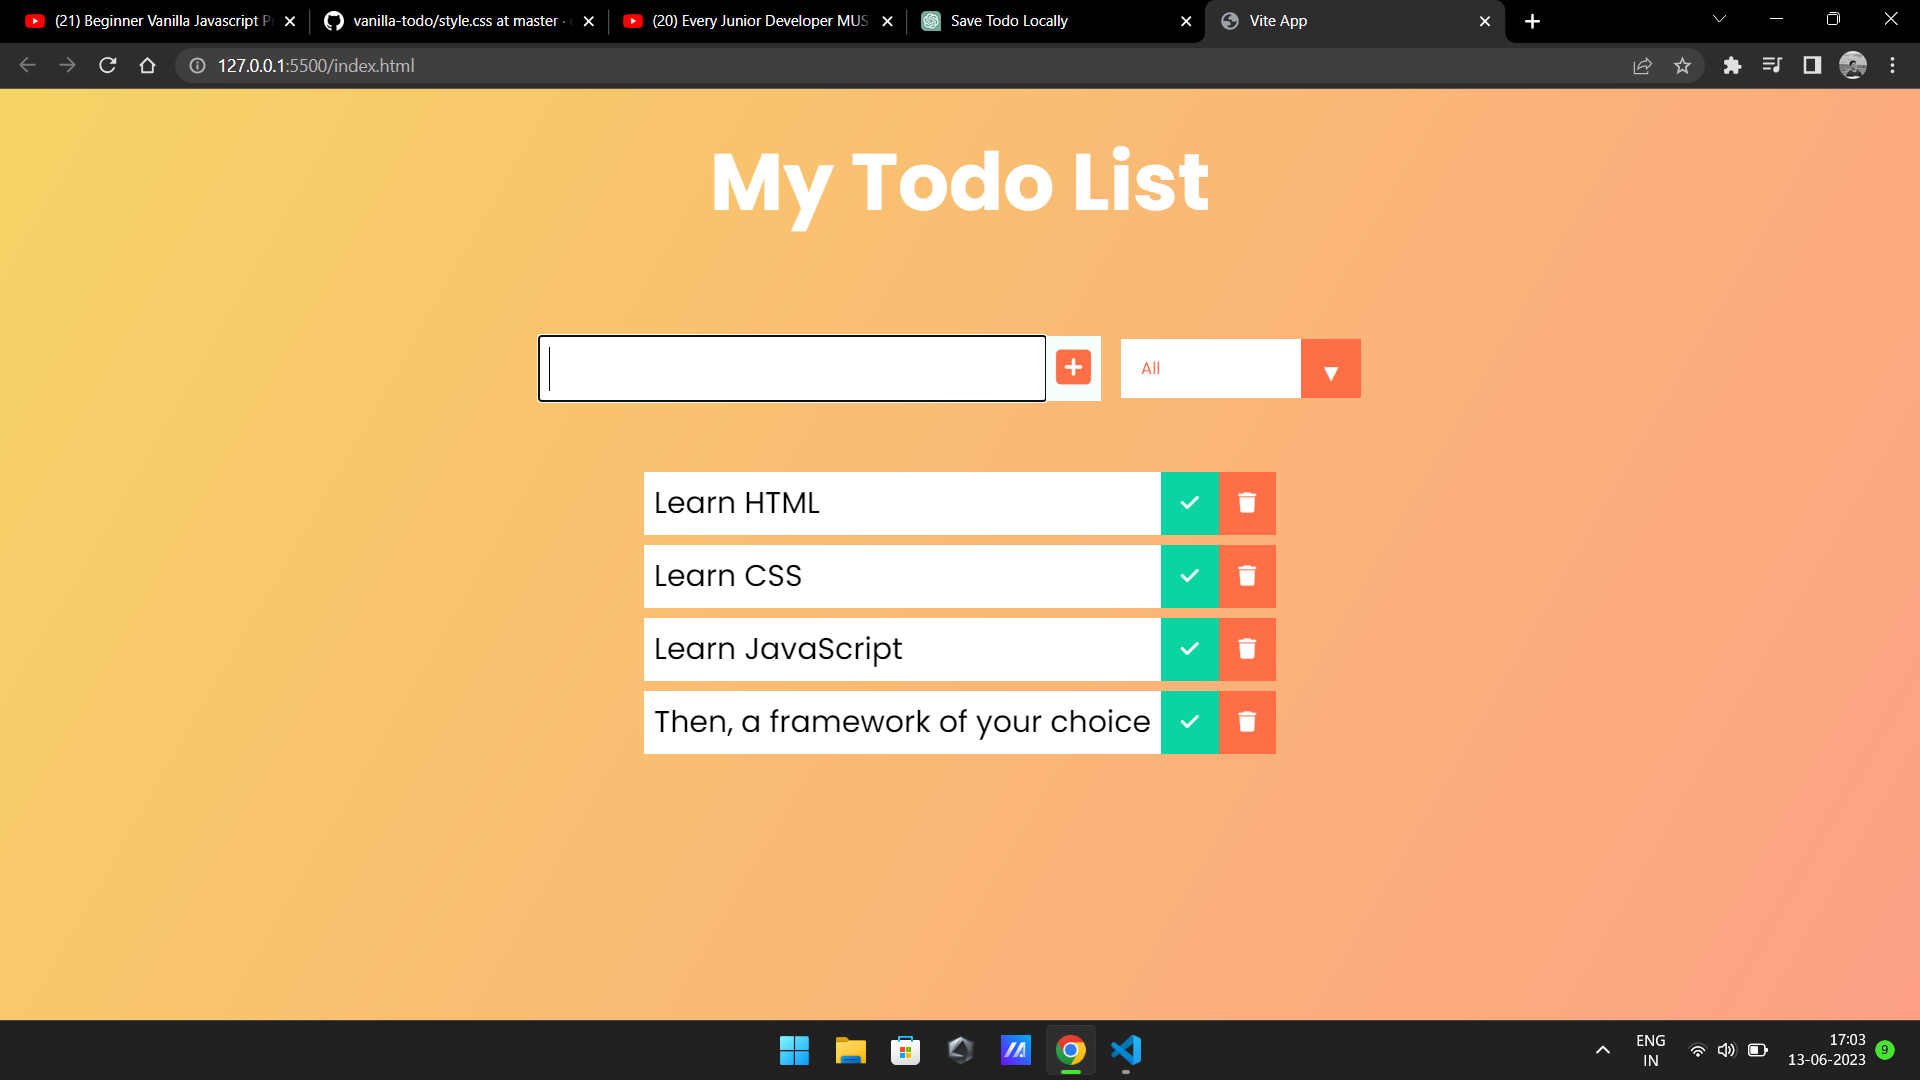 (21) Beginner Vanilla Javascript P
vanilla-todo/style.css at master ·
(20) Every Junior Developer MUS
Save Todo Locally
Vite App
127.0.0.1:5500/index.html
My Todo List
All
Learn HTML
Learn CSS
Learn JavaScript
Then, a framework of your choice
ENG
IN
17:03
13-06-2023
9